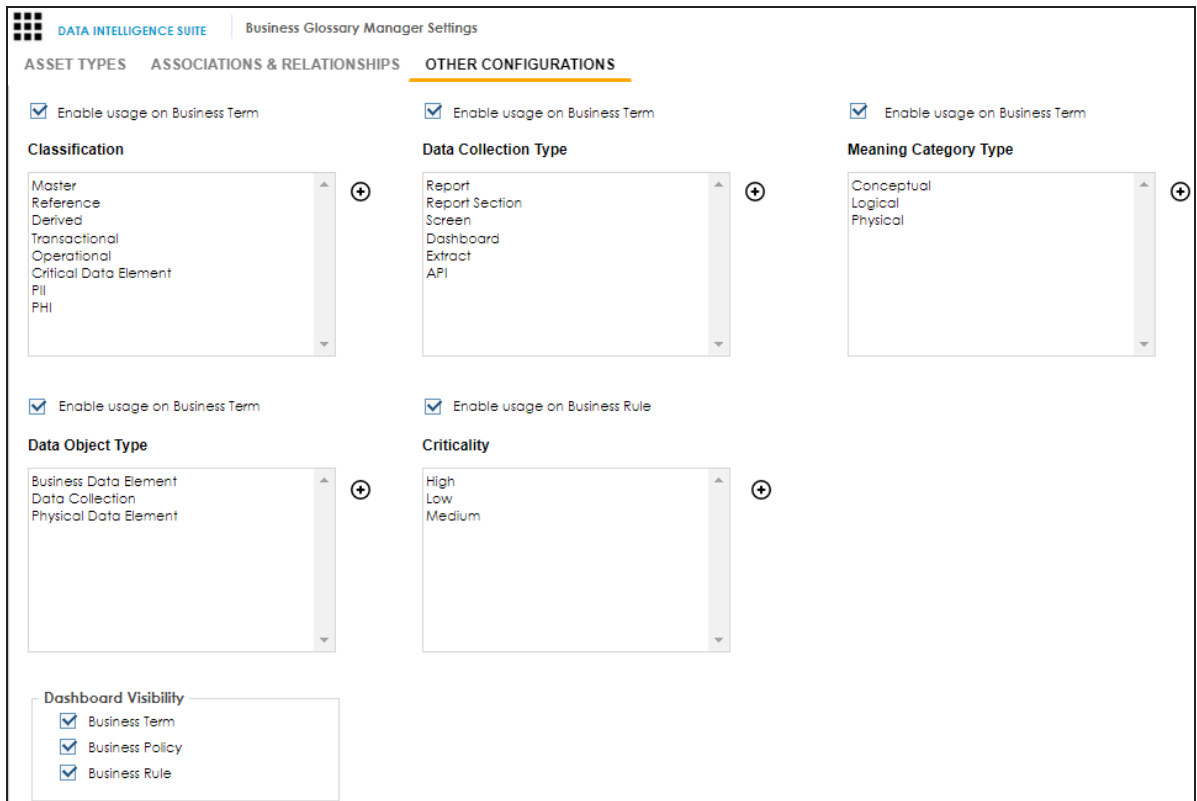 DATA INTELLIGENCE SUITE Business Glossary Manager Settings
ASSET TYPES ASSOCIATIONS & RELATIONSHIPS OTHER CONFIGURATIONS
Enable usage on Business Term Enable usage on Business Term Enable usage on Business Term
Classification Data Collection Type Meaning Category Type
Master
Reference
Derived
Transactional
Operational
Critical Data Element
PII
PHI
Report
Report Section
Screen
Dashboard
Extract
API
Conceptual
Logical
Physical
Enable usage on Business Term Enable usage on Business Rule
Data Object Type Criticality
Business Data Element
Data Collection
Physical Data Element
High
Low
Medium
Dashboard Visibility
Business Term
Business Policy
Business Rule